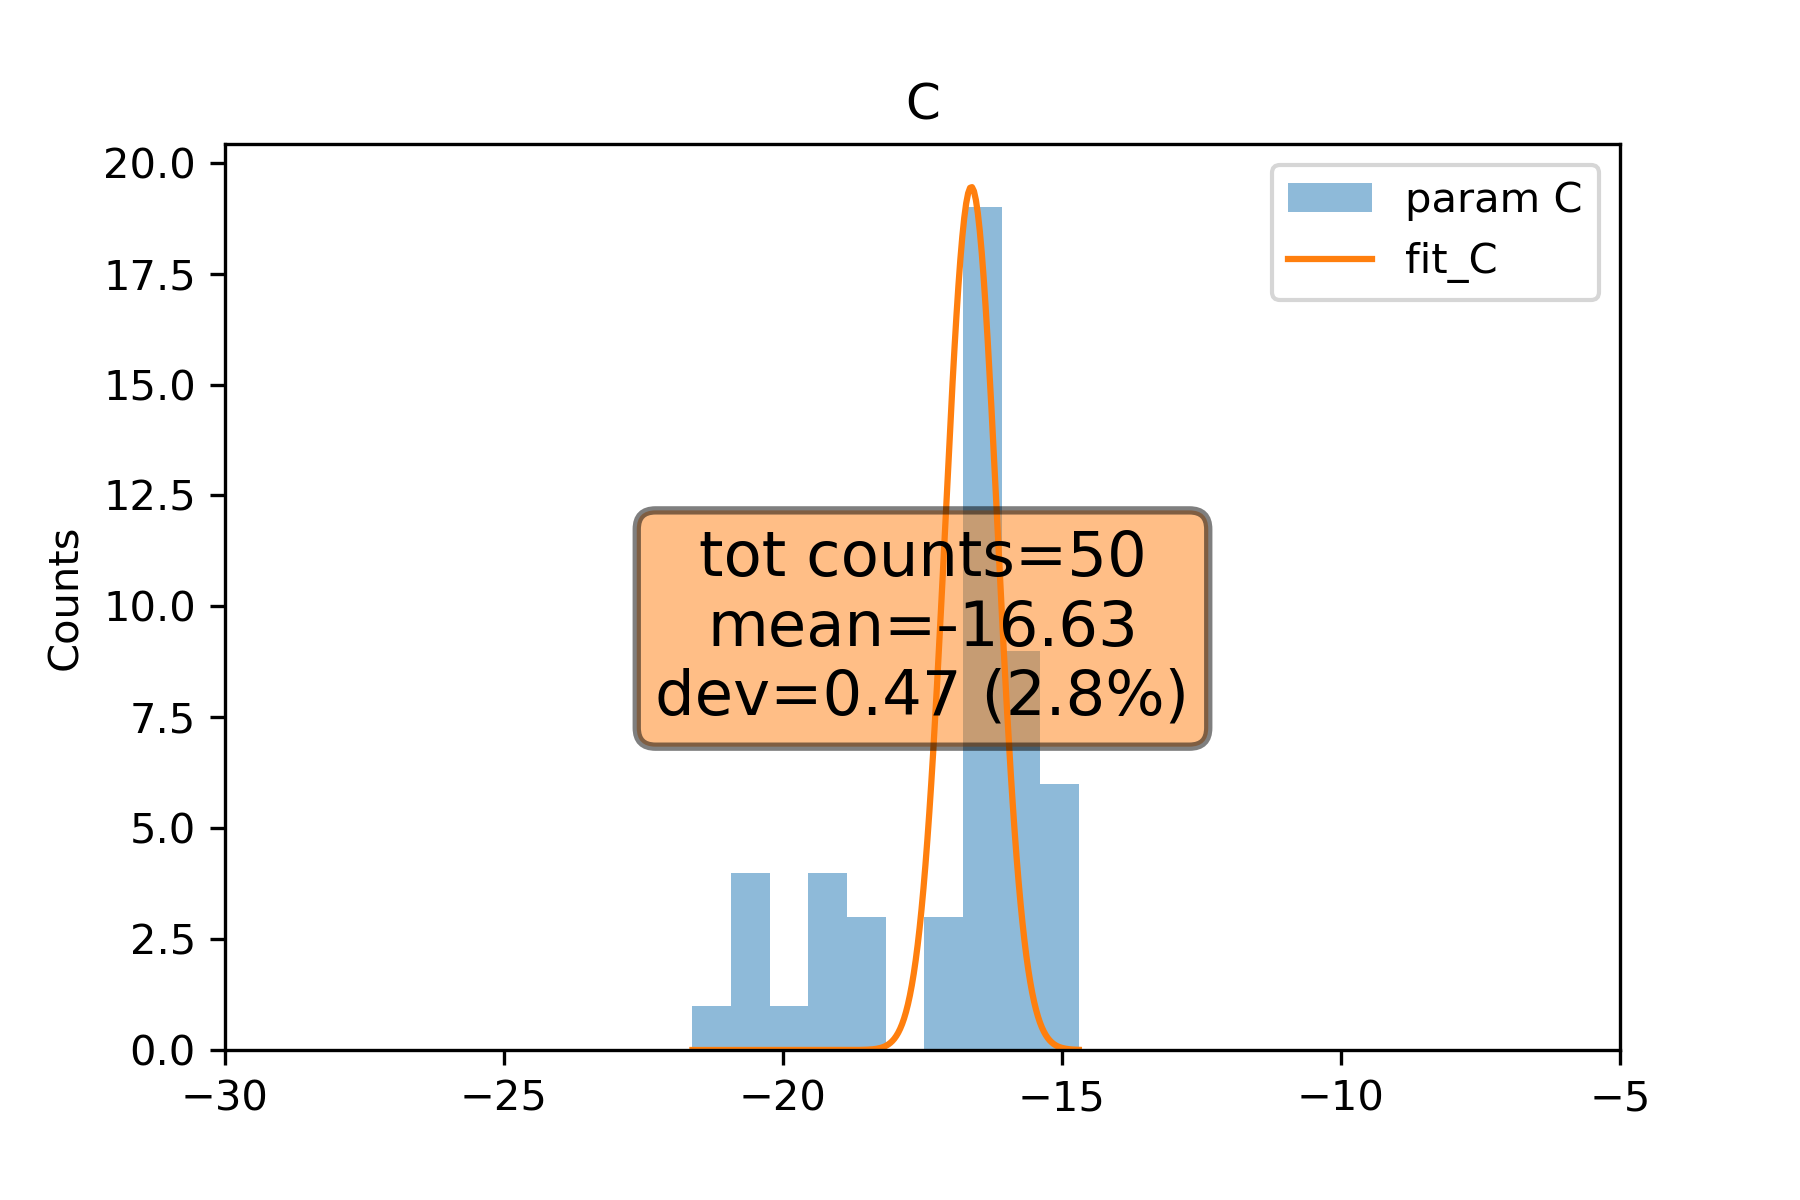 C
param C
fit_C
Counts
20.0
17.5
15.0
12.5
10.0
7.5
5.0
2.5
0.0
tot counts=50
mean=-16.63
dev=0.47 (2.8%)
−30
−25
−20
−15
−10
−5